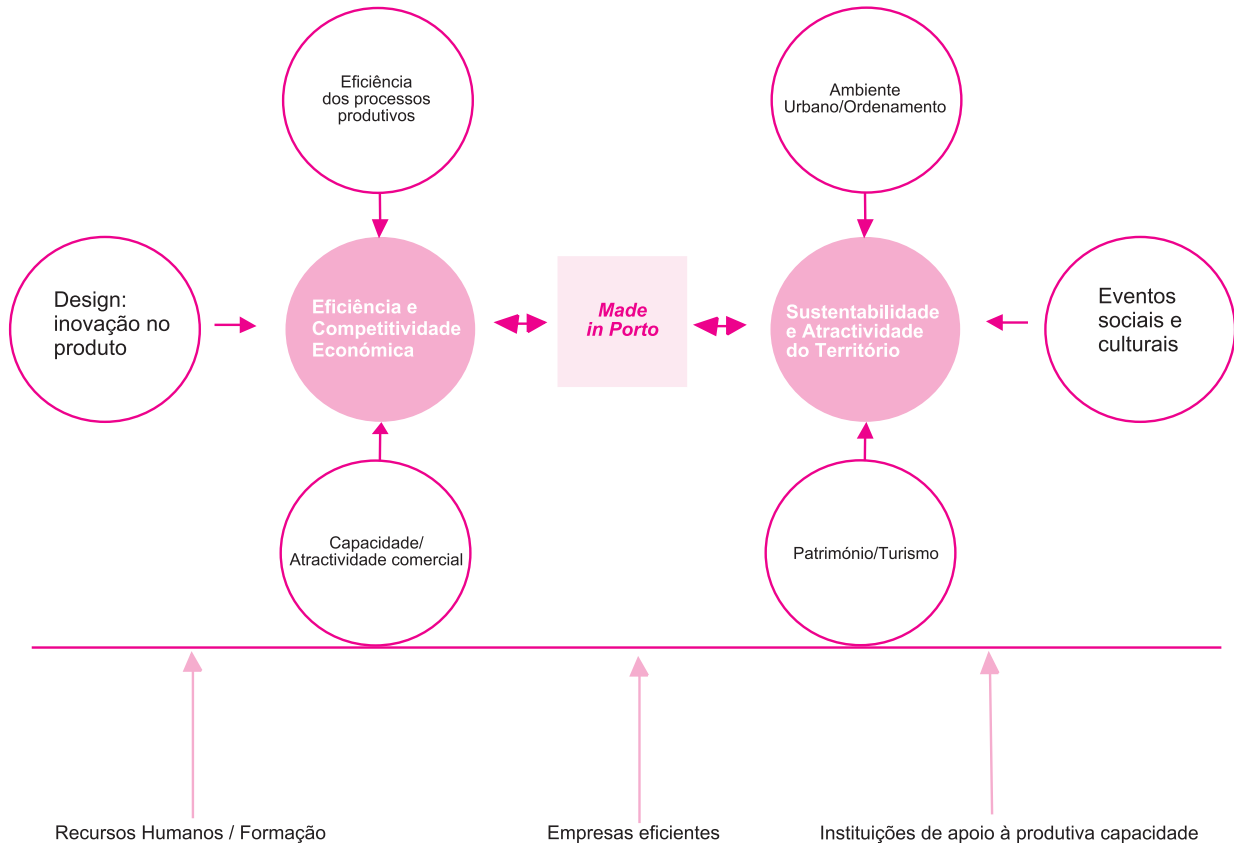 Eficiência
dos processos
produtivos
Ambiente
Urbano/Ordenamento
Design:
inovação no
produto
Eficiência e
Competitividade
Económica
Made
in Porto
Sustentabilidade
e Atractividade
do Território
Eventos
sociais e
culturais
Capacidade/
Atractividade comercial
Património/Turismo
Recursos Humanos / Formação
Empresas eficientes
Instituições de apoio à produtiva capacidade